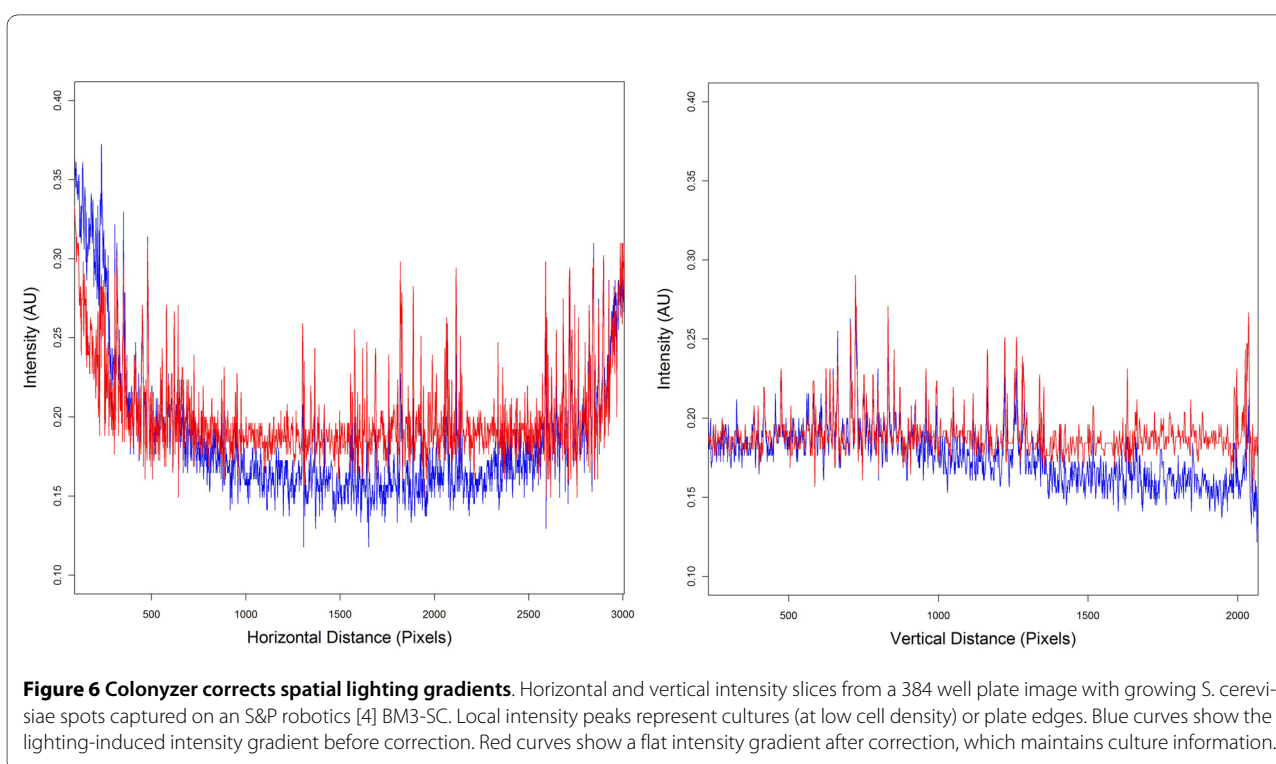 0.40
0.35
0.30
0.25
0.20
0.15
0.10
Intensity (AU)
500 1000 1500 2000 2500 3000
Horizontal Distance (Pixels)
0.40
0.35
0.30
0.25
0.20
0.15
0.10
Intensity (AU)
500 1000 1500 2000
Vertical Distance (Pixels)
Figure 6 Colonyzer corrects spatial lighting gradients. Horizontal and vertical intensity slices from a 384 well plate image with growing S. cerevi-
siae spots captured on an S&P robotics [4] BM3-SC. Local intensity peaks represent cultures (at low cell density) or plate edges. Blue curves show the
lighting-induced intensity gradient before correction. Red curves show a flat intensity gradient after correction, which maintains culture information.